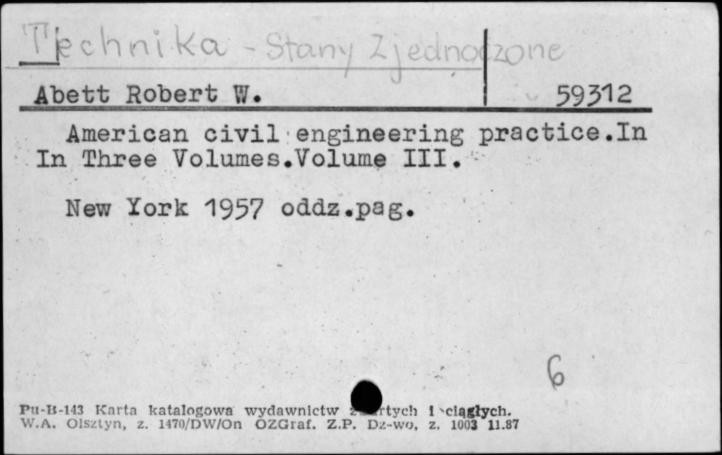 Technika - Stany Zjednoczone
Abett Robert W. 59312
American civil engineering practice.In
In Three Volumes.Volume III.
New York 1957 oddz.pag.
6
Pu-B-143 Karta katalogowa wydawnictw i ciągłych.
W.A. Olsztyn, z. 1470/DW/On OZGraf. Z.P. Dz-wo, z. 1003 11.87